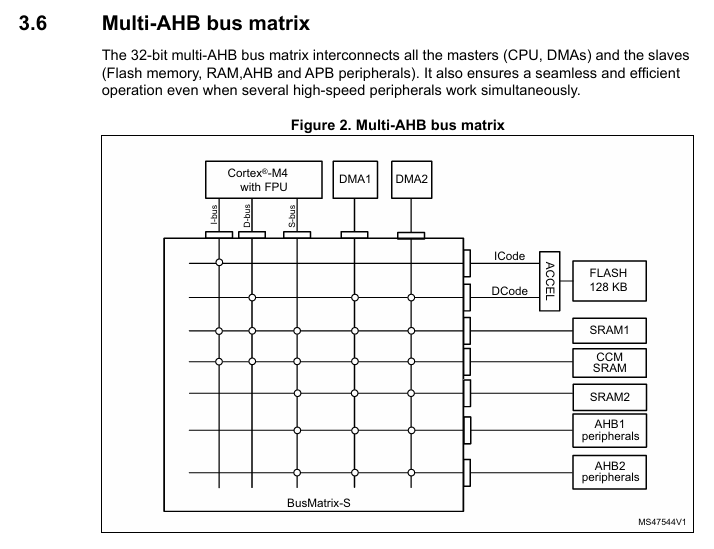 3.6 Multi-AHB bus matrix
The 32-bit multi-AHB bus matrix interconnects all the masters (CPU, DMAs) and the slaves
(Flash memory, RAM,AHB and APB peripherals). It also ensures a seamless and efficient
operation even when several high-speed peripherals work simultaneously.
Figure 2. Multi-AHB bus matrix
Cortex®-M4
with FPU
DMA1
DMA2
I-bus
D-bus
S-bus
ICode
DCode
ACCEL
FLASH
128 KB
SRAM1
CCM
SRAM
SRAM2
AHB1
peripherals
AHB2
peripherals
BusMatrix-S
MS47544V1